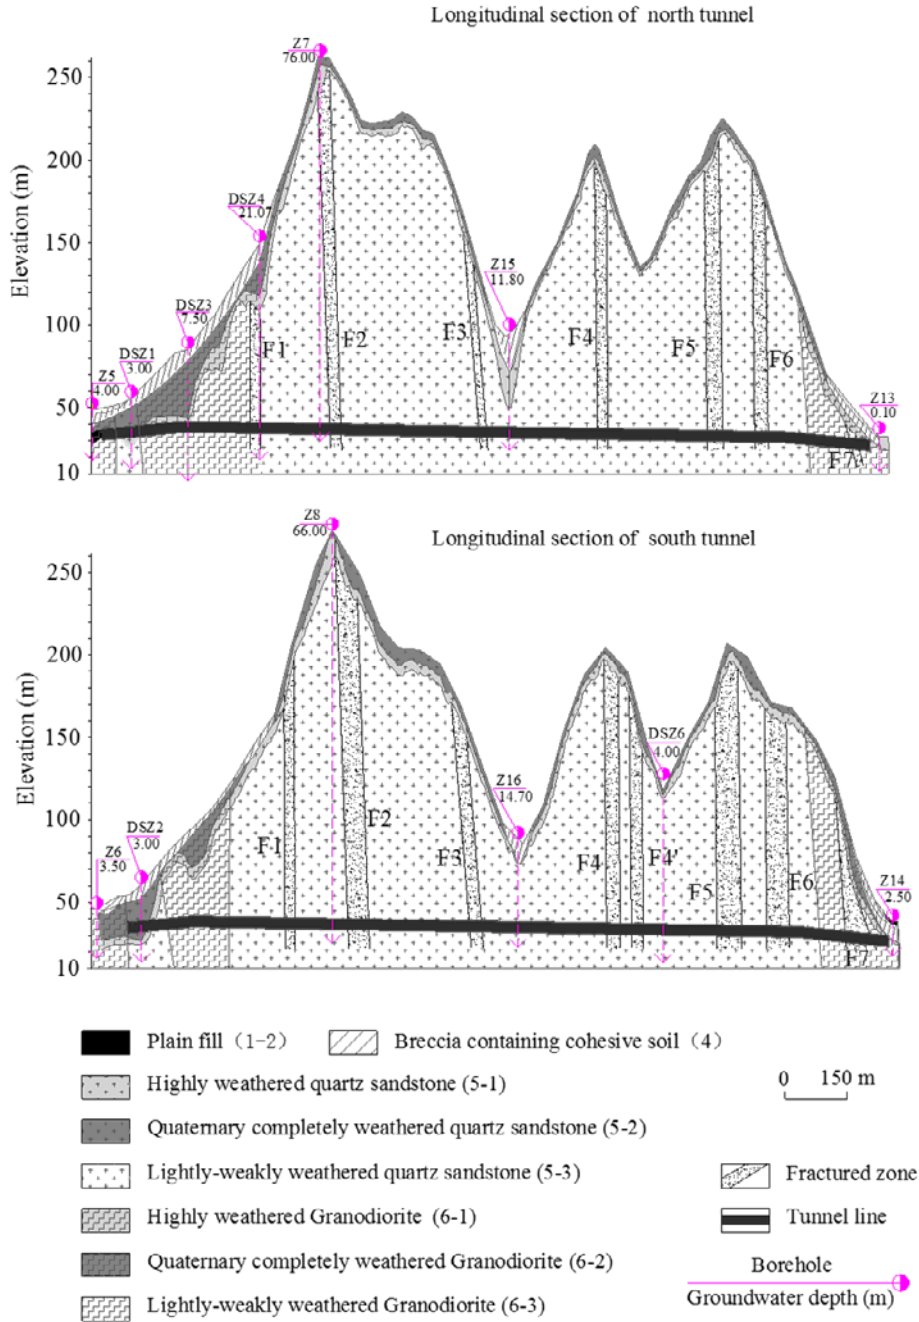 Longitudinal section of north tunnel
Elevation (m)
250
200
150
100
50
10
Z7
76.00
DSZ4
21.07
DSZ3
7.50
DSZ1
3.00
Z5
4.00
Z15
11.80
Z13
0.10
F1
F2
F3
F4
F5
F6
F7
Longitudinal section of south tunnel
Elevation (m)
250
200
150
100
50
10
Z8
66.00
DSZ2
3.00
Z6
3.50
Z16
14.70
DSZ6
4.00
Z14
2.50
F1
F2
F3
F4
F4'
F5
F6
F7
Plain fill（1-2）
Breccia containing cohesive soil（4）
Highly weathered quartz sandstone (5-1)
0 150 m
Quaternary completely weathered quartz sandstone (5-2)
Lightly-weakly weathered quartz sandstone (5-3)
Fractured zone
Highly weathered Granodiorite (6-1)
Tunnel line
Quaternary completely weathered Granodiorite (6-2)
Borehole
Groundwater depth (m)
Lightly-weakly weathered Granodiorite (6-3)